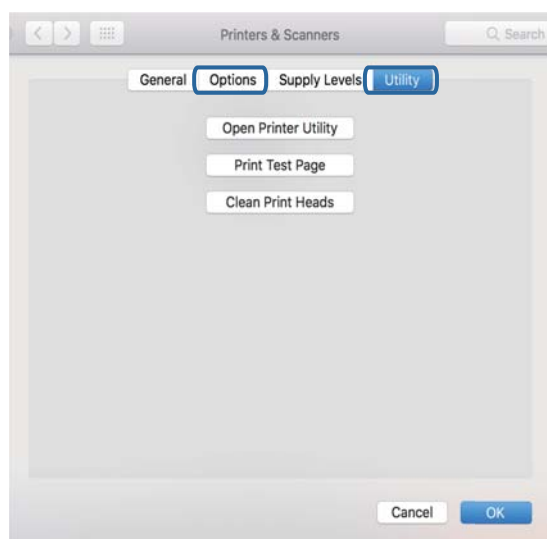 Printers & Scanners
Search
General Options Supply Levels Utility
Open Printer Utility
Print Test Page
Clean Print Heads
Cancel OK